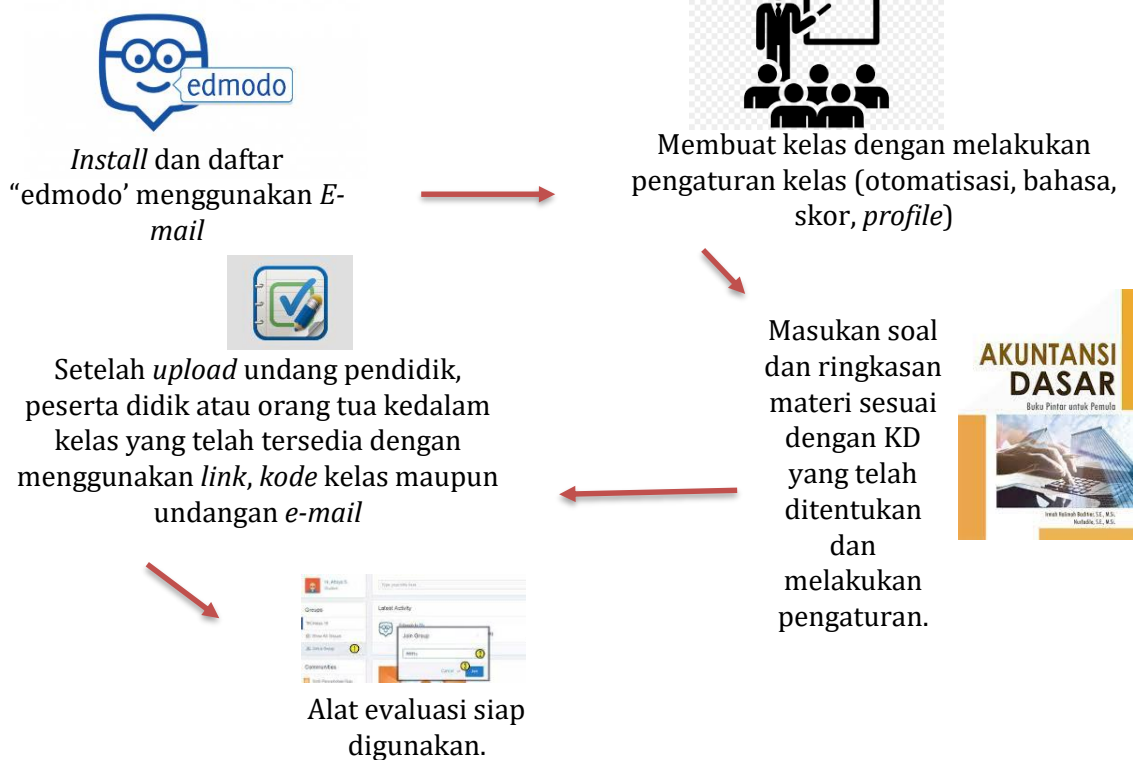 edmodo
Install dan daftar
“edmodo’ menggunakan E-
mail
Membuat kelas dengan melakukan
pengaturan kelas (otomatisasi, bahasa,
skor, profile)
Masukan soal
dan ringkasan
materi sesuai
dengan KD
yang telah
ditentukan
dan
melakukan
pengaturan.
AKUNTANSI
DASAR
Buku Pintar untuk Pemula
Setelah upload undang pendidik,
peserta didik atau orang tua kedalam
kelas yang telah tersedia dengan
menggunakan link, kode kelas maupun
undangan e-mail
Groups
Latest Activity
Join Group
Communities
Alat evaluasi siap
digunakan.